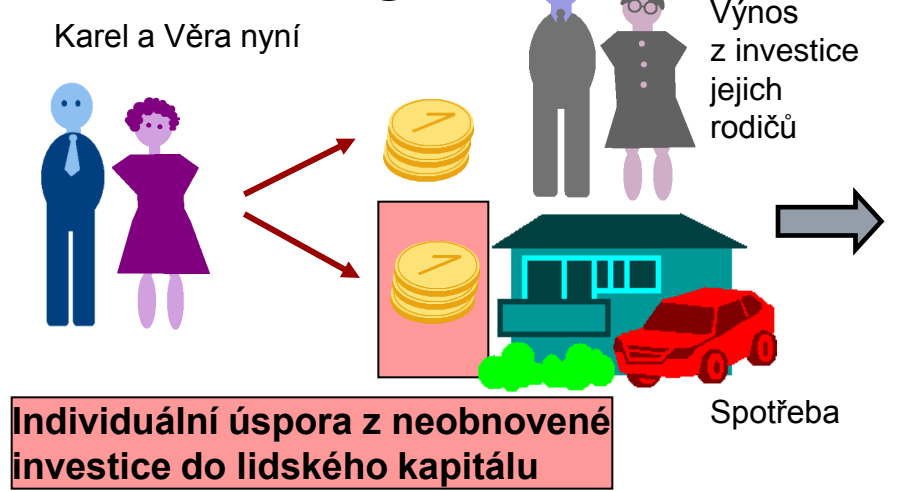 Karel a Věra nyní
Výnos
z investice
jejich
rodičů
Spotřeba
Individuální úspora z neobnovené
investice do lidského kapitálu